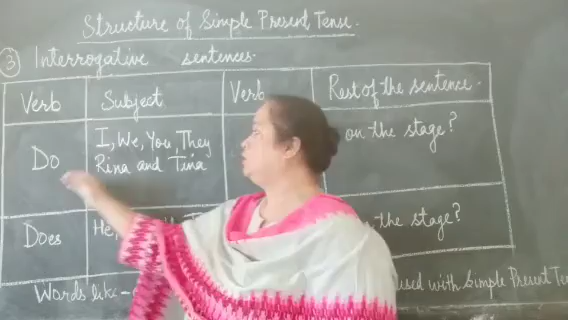 Structure of Simple Present Tense.
3 Interrogative sentences.
Verb Subject Verb Rest of the sentence.
Do I, We, You, They on the stage?
Rina and Tina
Does He, the stage?
Words like - used with Simple Present